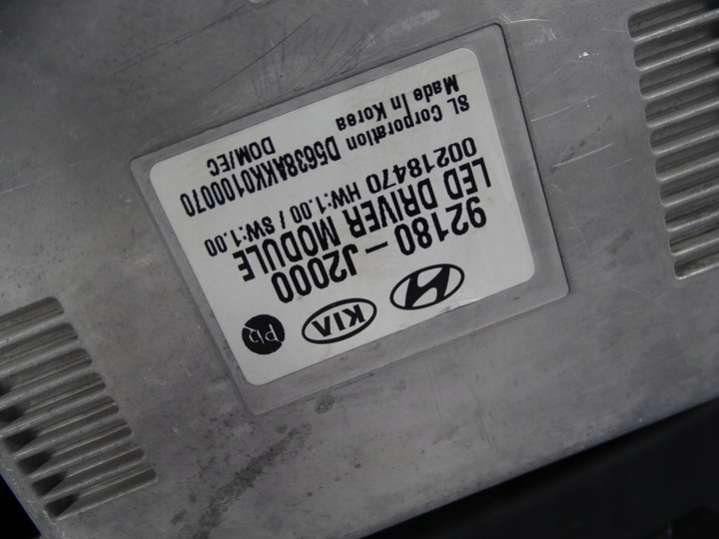 KIA
Pb
92180-J2000
LED DRIVER MODULE
00218470 HW:1.00 / SW:1.00
SL Corporation D5638AKK0100070
Made In Korea DOM/EC